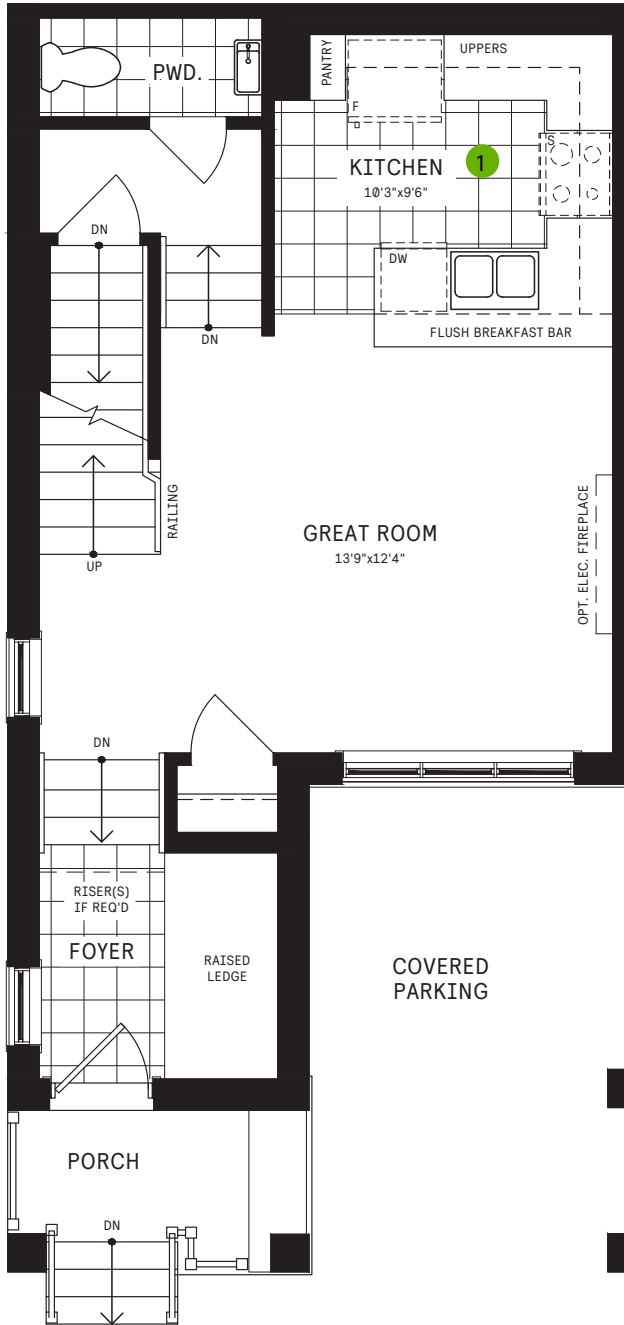 PWD.
PANTRY
UPPERS
F
S
KITCHEN
1
10'3"x9'6"
DN
DW
DN
FLUSH BREAKFAST BAR
RAILING
UP
GREAT ROOM
13'9"x12'4"
OPT. ELEC. FIREPLACE
DN
RISER(S)
IF REQ'D
FOYER
RAISED
LEDGE
COVERED
PARKING
PORCH
DN